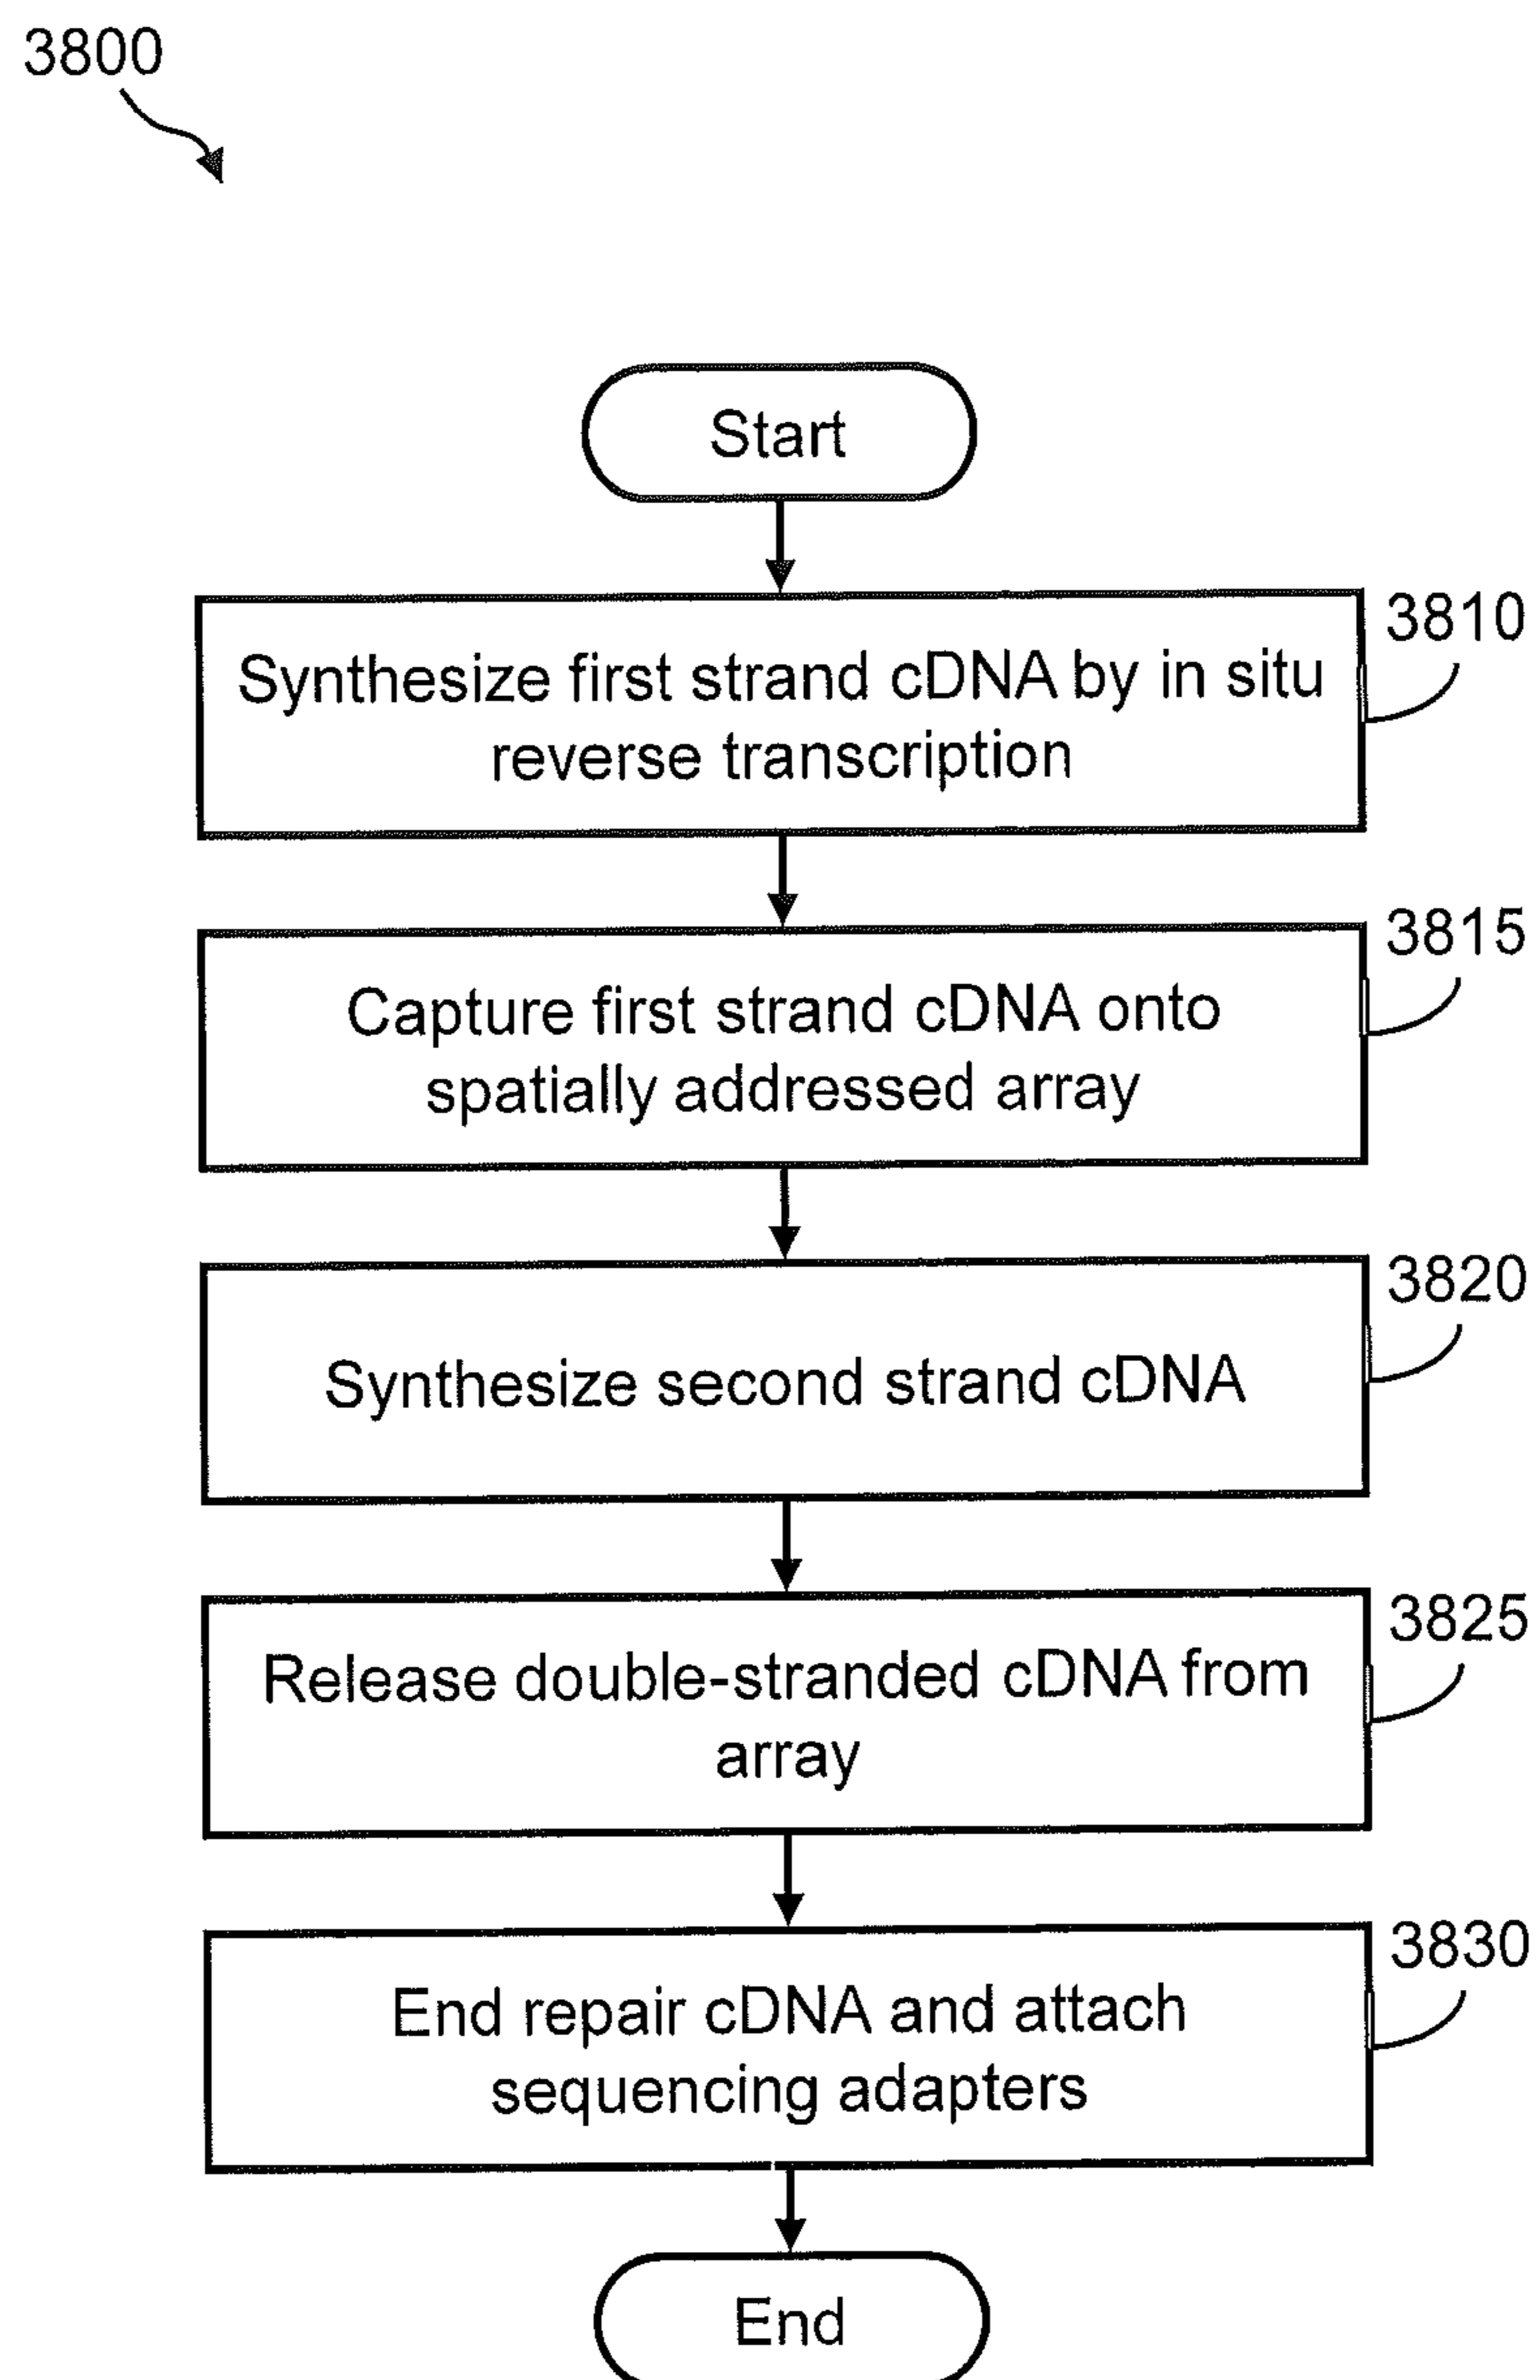 3800
Start
Synthesize first strand cDNA by in situ
reverse transcription
3810
Capture first strand cDNA onto
spatially addressed array
3815
Synthesize second strand cDNA
3820
Release double-stranded cDNA from
array
3825
End repair cDNA and attach
sequencing adapters
3830
End